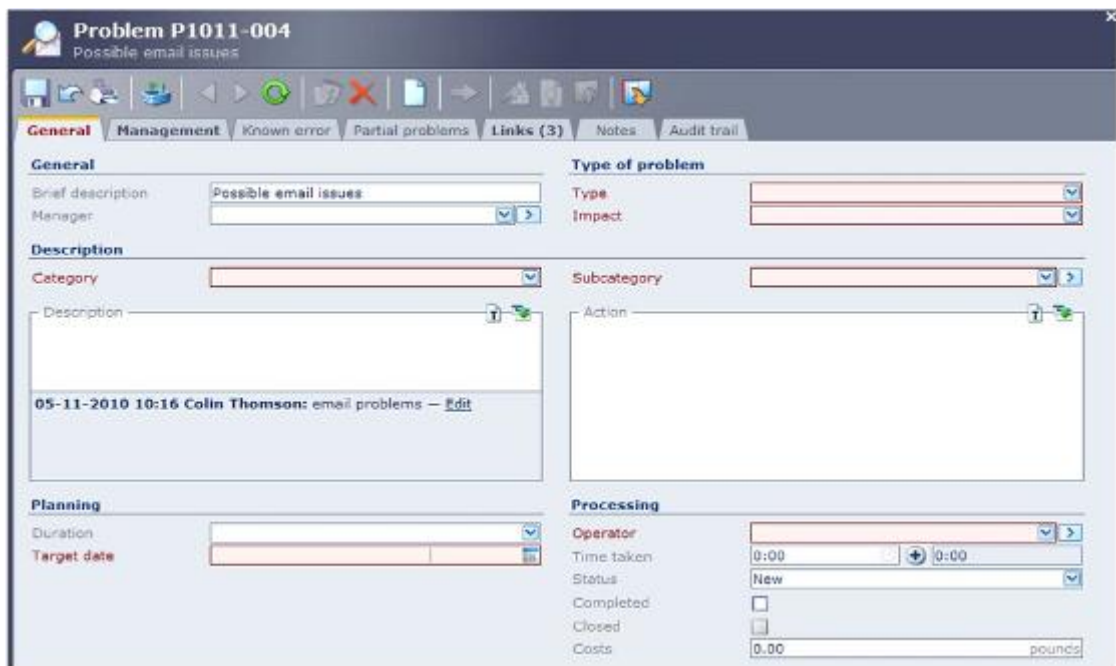 Problem P1011-004
Possible email issues
General Management Known error Partial problems Links (3) Notes Audit trail
General
Type of problem
Brief description Possible email issues
Type
Manager
Impact
Description
Category
Subcategory
Description
Action
05-11-2010 10:16 Colin Thomson: email problems — Edit
Planning
Processing
Duration
Operator
Target date
Time taken 0:00 0:00
Status New
Completed
Closed
Costs 0.00 pounds